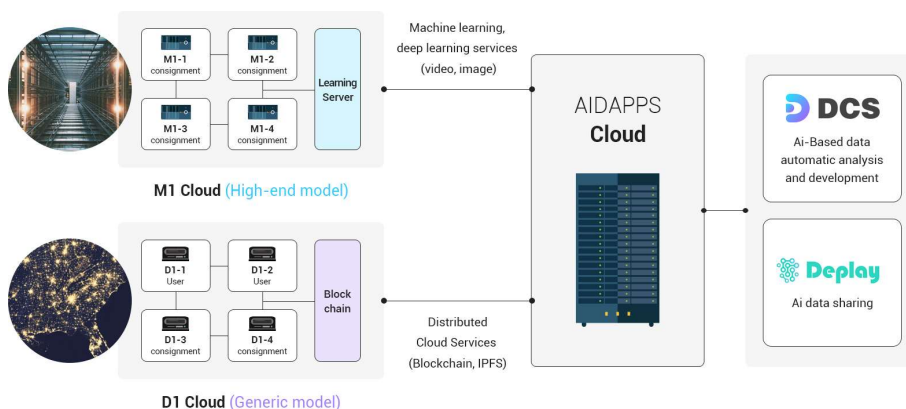 M1-1
consignment
M1-2
consignment
M1-3
consignment
M1-4
consignment
Learning
Server
M1 Cloud (High-end model)
Machine learning,
deep learning services
(video, image)
D1-1
User
D1-2
User
D1-3
consignment
D1-4
consignment
Block
chain
D1 Cloud (Generic model)
Distributed
Cloud Services
(Blockchain, IPFS)
AIDAPPS
Cloud
DCS
Ai-Based data
automatic analysis
and development
Deplay
Ai data sharing